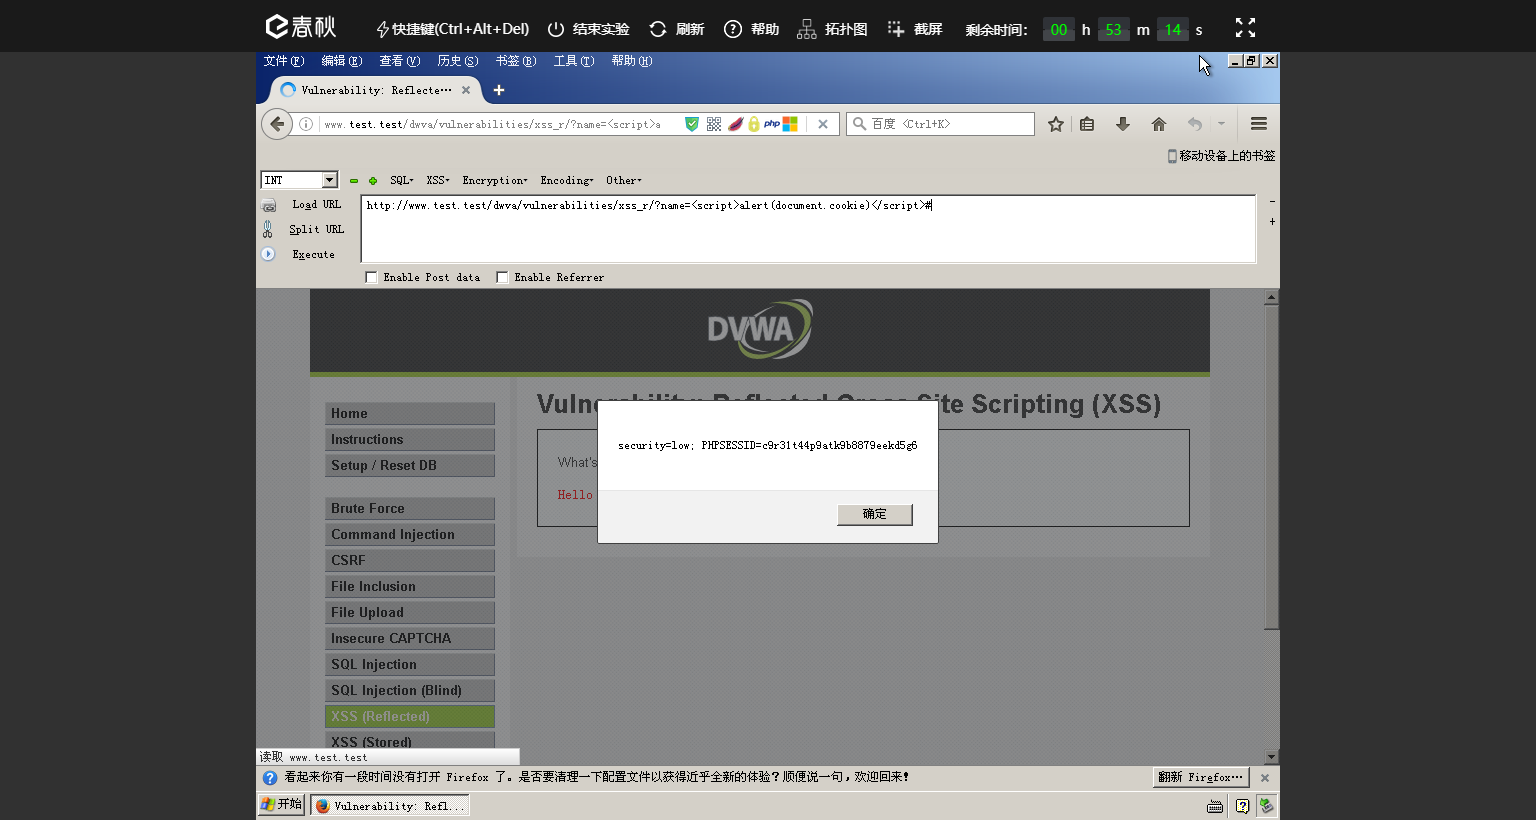 春秋 快捷键(Ctrl+Alt+Del) 结束实验 刷新 帮助 拓扑图 截屏 剩余时间: 00 h 53 m 14 s
文件(F) 编辑(E) 查看(V) 历史(S) 书签(B) 工具(T) 帮助(H)
Vulnerability: Reflecte… × +
www.test.test/dwva/vulnerabilities/xss_r/?name=<script>a php 百度 <Ctrl+K>
移动设备上的书签
INT SQL XSS Encryption Encoding Other
Load URL http://www.test.test/dwva/vulnerabilities/xss_r/?name=<script>alert(document.cookie)</script>#
Split URL
Execute
Enable Post data Enable Referrer
DVWA
Vulnerability: Reflected Cross Site Scripting (XSS)
Home
Instructions
Setup / Reset DB
What's
security=low; PHPSESSID=c9r31t44p9atk9b8879eekd5g6
Hello
确定
Brute Force
Command Injection
CSRF
File Inclusion
File Upload
Insecure CAPTCHA
SQL Injection
SQL Injection (Blind)
XSS (Reflected)
XSS (Stored)
读取 www.test.test
看起来你有一段时间没有打开 Firefox 了。是否要清理一下配置文件以获得近乎全新的体验？顺便说一句，欢迎回来！ 翻新 Firefox…
开始 Vulnerability: Refl...